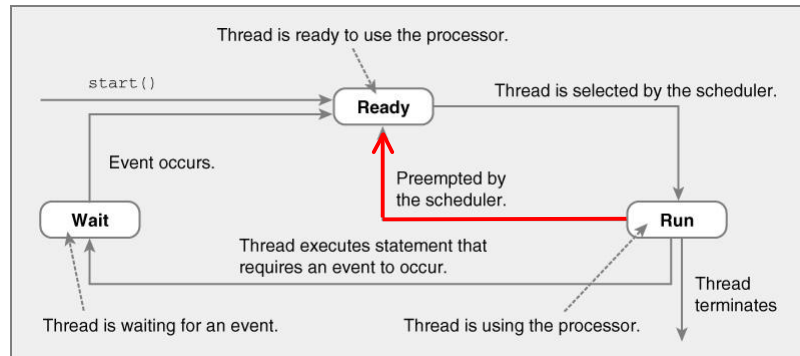 Thread is ready to use the processor.
start()
Ready
Thread is selected by the scheduler.
Event occurs.
Preempted by
the scheduler.
Wait
Run
Thread executes statement that
requires an event to occur.
Thread
terminates
Thread is waiting for an event.
Thread is using the processor.